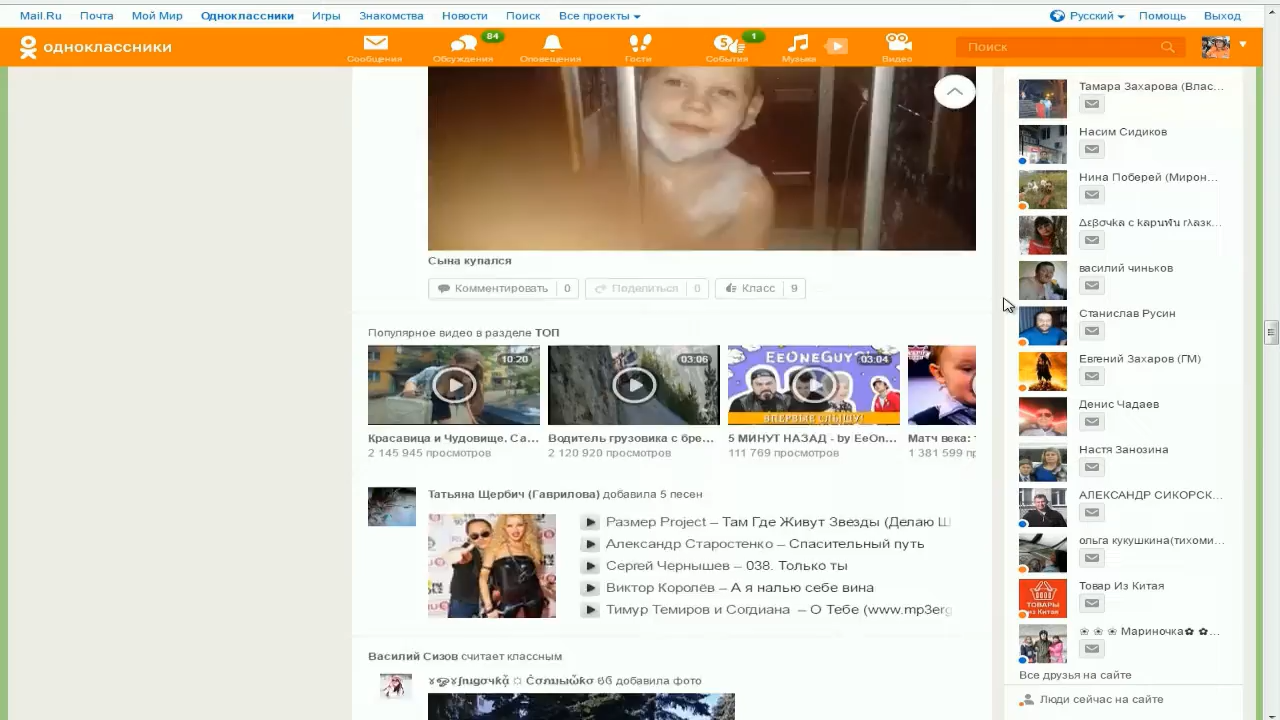 Mail.Ru Почта Мой Мир Одноклассники Игры Знакомства Новости Поиск Все проекты Русский Помощь Выход
одноклассники
84
5
1
Сообщения Обсуждения Оповещения Гости События Музыка Видео
Поиск
Сына купался
Комментировать 0 Поделиться 0 Класс 9
Популярное видео в разделе ТОП
10:20 03:06 03:04
EEONEGUY
ВПЕРВЫЕ СЛЫШУ!
Красавица и Чудовище, Са... Водитель грузовика с бре... 5 МИНУТ НАЗАД - by EeOn... Матч века:
2 145 945 просмотров 2 120 920 просмотров 111 769 просмотров 1 381 599
Татьяна Щербич (Гаврилова) добавила 5 песен
Размер Project – Там Где Живут Звезды (Делаю Ш
Александр Старостенко – Спасительный путь
Сергей Чернышев – 038. Только ты
Виктор Королёв – А я налью себе вина
Тимур Темиров и Согдиана – О Тебе (www.mp3erg
Василий Сизов считает классным
добавила фото
Тамара Захарова (Влас...
Насим Сидиков
Нина Поберей (Мирон...
василий чиньков
Станислав Русин
Евгений Захаров (ГМ)
Денис Чадаев
Настя Занозина
АЛЕКСАНДР СИКОРСК...
ольга кукушкина(тихоми...
Товар Из Китая
ТОВАРЫ
из Китая
❀ ❀ ❀ Мариночка✿ ✿...
Все друзья на сайте
Люди сейчас на сайте